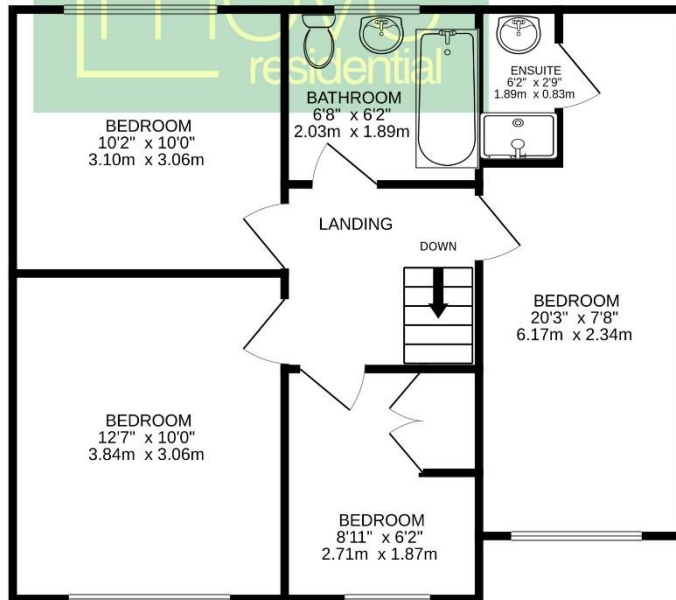 residential
BEDROOM
10'2" x 10'0"
3.10m x 3.06m
BATHROOM
6'8" x 6'2"
2.03m x 1.89m
ENSUITE
6'2" x 2'9"
1.89m x 0.83m
LANDING
DOWN
BEDROOM
20'3" x 7'8"
6.17m x 2.34m
BEDROOM
12'7" x 10'0"
3.84m x 3.06m
BEDROOM
8'11" x 6'2"
2.71m x 1.87m